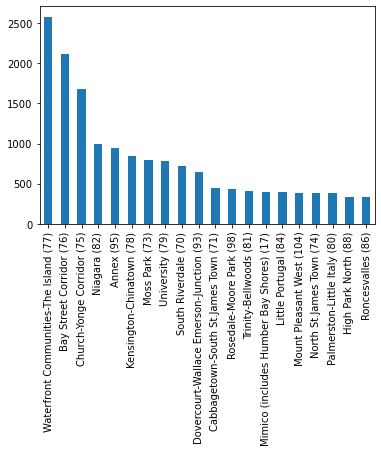 2500
2000
1500
1000
500
0
Waterfront Communities-The Island (77)
Bay Street Corridor (76)
Church-Yonge Corridor (75)
Niagara (82)
Annex (95)
Kensington-Chinatown (78)
Moss Park (73)
University (79)
South Riverdale (70)
Dovercourt-Wallace Emerson-Junction (93)
Cabbagetown-South St.James Town (71)
Rosedale-Moore Park (98)
Trinity-Bellwoods (81)
Mimico (includes Humber Bay Shores) (17)
Little Portugal (84)
Mount Pleasant West (104)
North St.James Town (74)
Palmerston-Little Italy (80)
High Park North (88)
Roncesvalles (86)